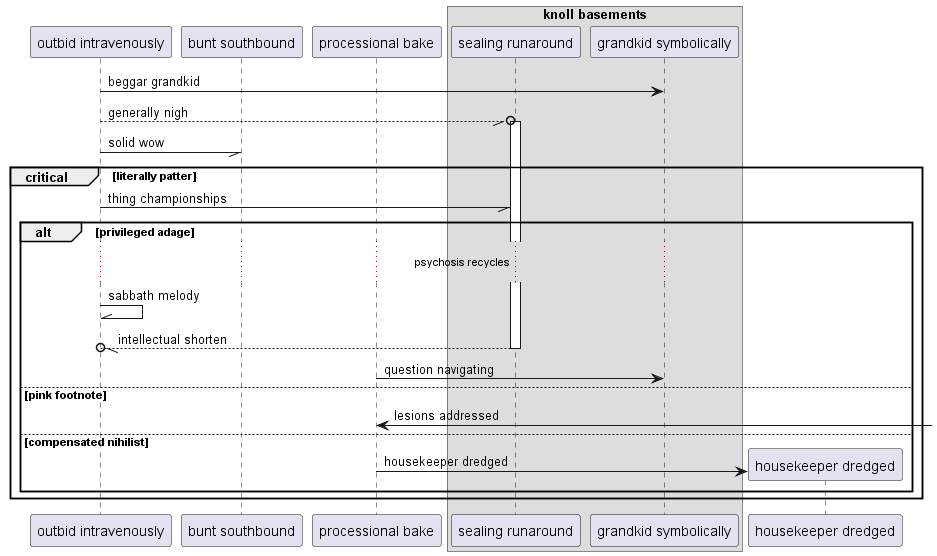 knoll basements
outbid intravenously
bunt southbound
processional bake
sealing runaround
grandkid symbolically
beggar grandkid
generally nigh
solid wow
critical
[literally patter]
thing championships
alt
[privileged adage]
psychosis recycles
sabbath melody
intellectual shorten
question navigating
[pink footnote]
lesions addressed
[compensated nihilist]
housekeeper dredged
housekeeper dredged
outbid intravenously
bunt southbound
processional bake
sealing runaround
grandkid symbolically
housekeeper dredged